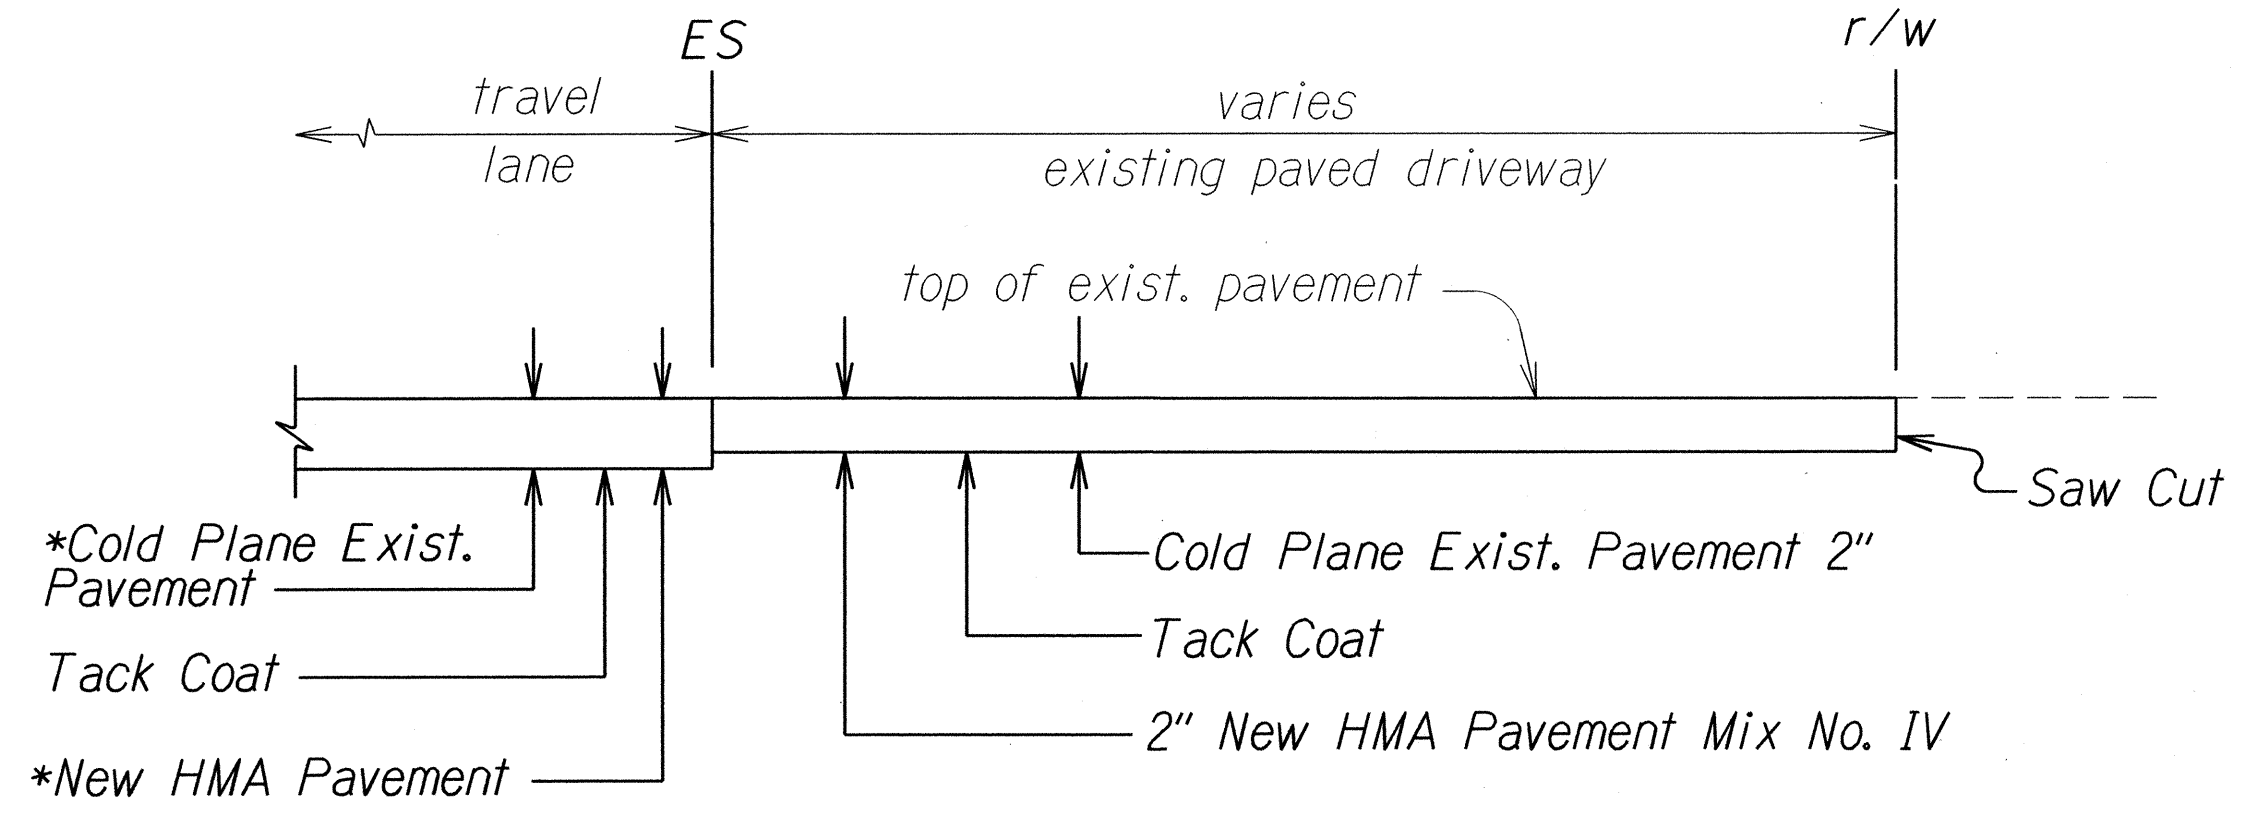 ES
r/w
travel
lane
varies
existing paved driveway
top of exist. pavement
Saw Cut
*Cold Plane Exist.
Pavement
Tack Coat
*New HMA Pavement
Cold Plane Exist. Pavement 2"
Tack Coat
2" New HMA Pavement Mix No. IV